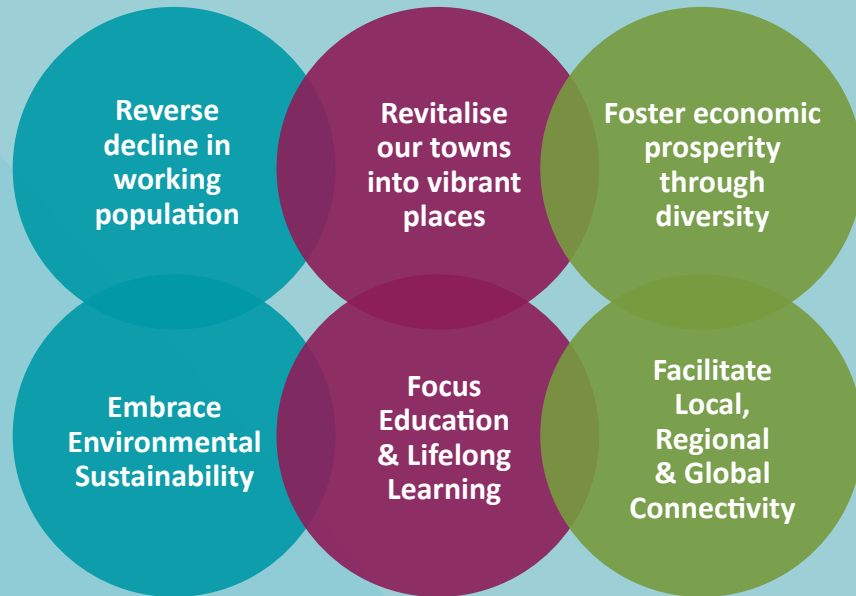 Reverse
decline in
working
population
Revitalise
our towns
into vibrant
places
Foster economic
prosperity
through
diversity
Embrace
Environmental
Sustainability
Focus
Education
& Lifelong
Learning
Facilitate
Local,
Regional
& Global
Connectivity